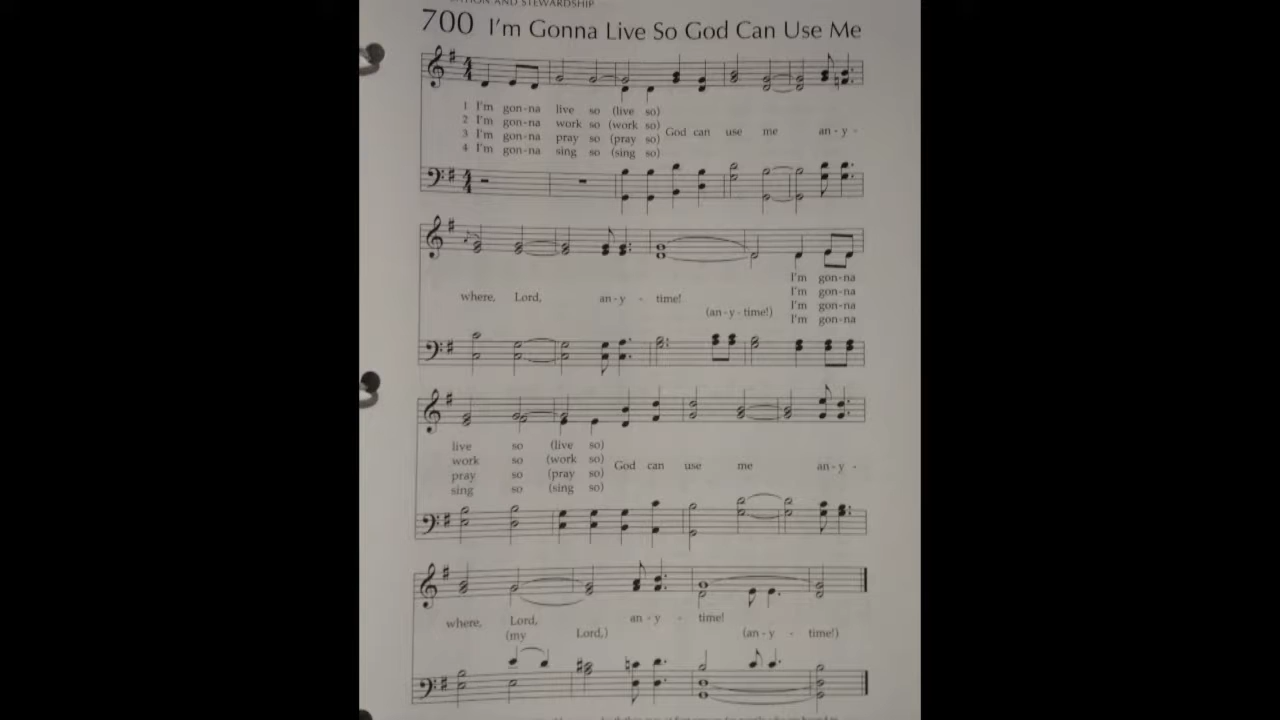 AND STEWARDSHIP
700 I'm Gonna Live So God Can Use Me
1 I'm gon-na live so (live so)
2 I'm gon-na work so (work so)
3 I'm gon-na pray so (pray so) God can use me an - y -
4 I'm gon-na sing so (sing so)
I'm gon-na
I'm gon-na
where, Lord, an-y - time! I'm gon-na
(an-y-time!) I'm gon-na
live so (live so)
work so (work so) God can use me an-y -
pray so (pray so)
sing so (sing so)
where, Lord, an - y - time!
(my Lord,) (an-y - time!)